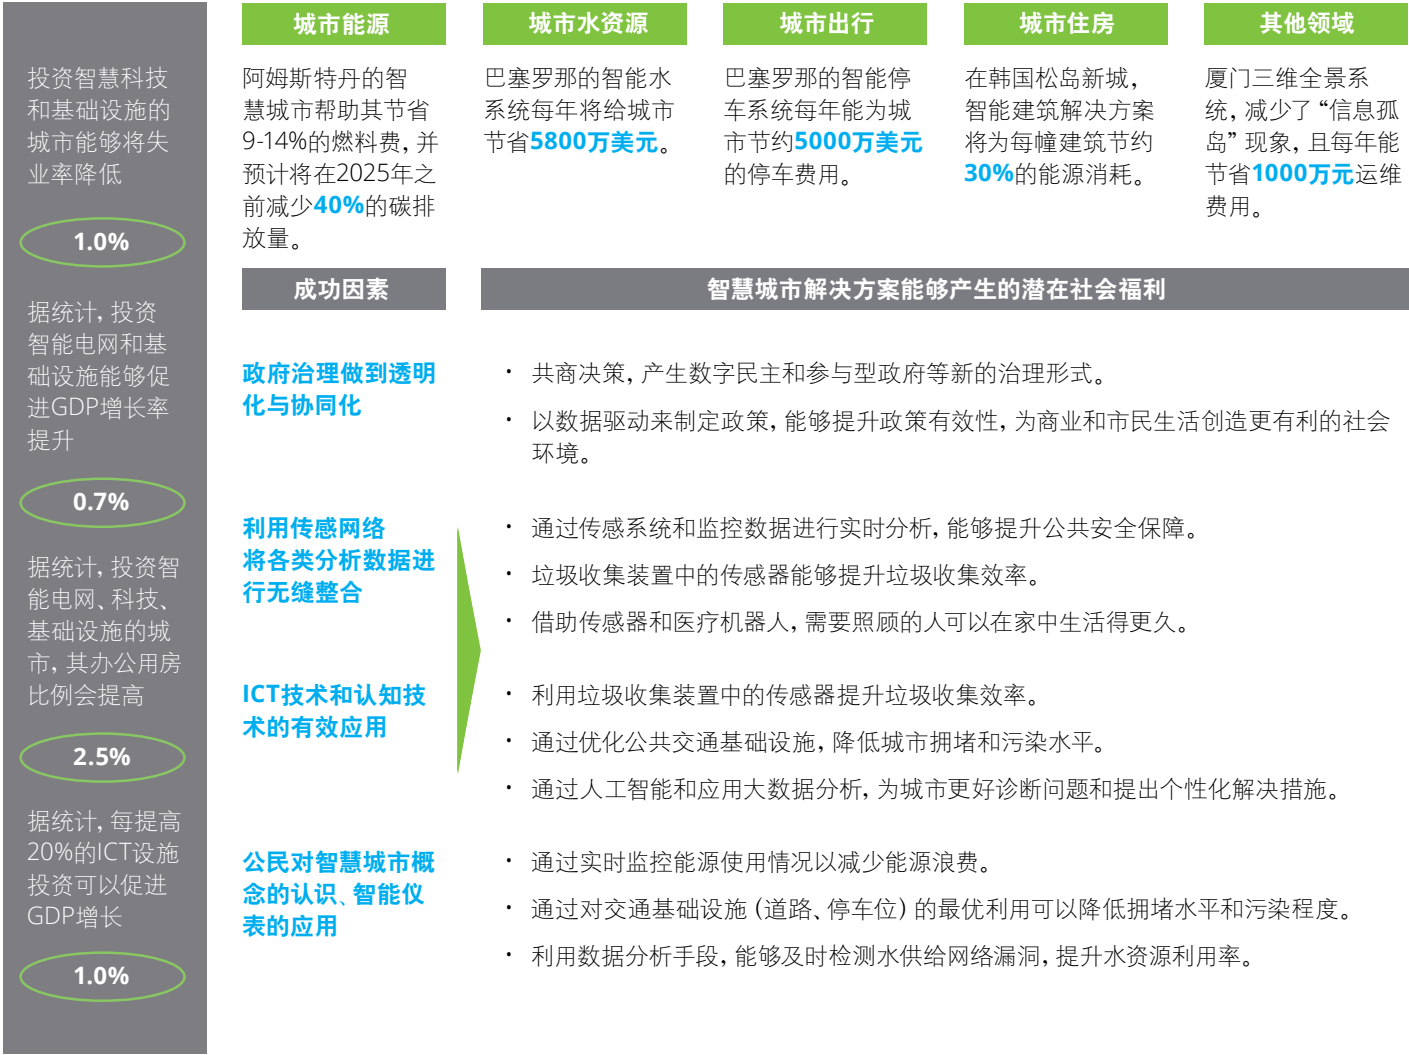 投资智慧科技
和基础设施的
城市能够将失
业率降低
1.0%
据统计，投资
智能电网和基
础设施能够促
进GDP增长率
提升
0.7%
据统计，投资智
能电网、科技、
基础设施的城
市，其办公用房
比例会提高
2.5%
据统计，每提高
20%的ICT设施
投资可以促进
GDP增长
1.0%
城市能源
阿姆斯特丹的智
慧城市帮助其节省
9-14%的燃料费，并
预计将在2025年之
前减少40%的碳排
放量。
城市水资源
巴塞罗那的智能水
系统每年将给城市
节省5800万美元。
城市出行
巴塞罗那的智能停
车系统每年能为城
市节约5000万美元
的停车费用。
城市住房
在韩国松岛新城，
智能建筑解决方案
将为每幢建筑节约
30%的能源消耗。
其他领域
厦门三维全景系
统，减少了“信息孤
岛”现象，且每年能
节省1000万元运维
费用。
成功因素
智慧城市解决方案能够产生的潜在社会福利
政府治理做到透明
化与协同化
· 共商决策，产生数字民主和参与型政府等新的治理形式。
· 以数据驱动来制定政策，能够提升政策有效性，为商业和市民生活创造更有利的社会
环境。
利用传感网络
将各类分析数据进
行无缝整合
· 通过传感系统和监控数据进行实时分析，能够提升公共安全保障。
· 垃圾收集装置中的传感器能够提升垃圾收集效率。
· 借助传感器和医疗机器人，需要照顾的人可以在家中生活得更久。
ICT技术和认知技
术的有效应用
· 利用垃圾收集装置中的传感器提升垃圾收集效率。
· 通过优化公共交通基础设施，降低城市拥堵和污染水平。
· 通过人工智能和应用大数据分析，为城市更好诊断问题和提出个性化解决措施。
公民对智慧城市概
念的认识、智能仪
表的应用
· 通过实时监控能源使用情况以减少能源浪费。
· 通过对交通基础设施（道路、停车位）的最优利用可以降低拥堵水平和污染程度。
· 利用数据分析手段，能够及时检测水供给网络漏洞，提升水资源利用率。